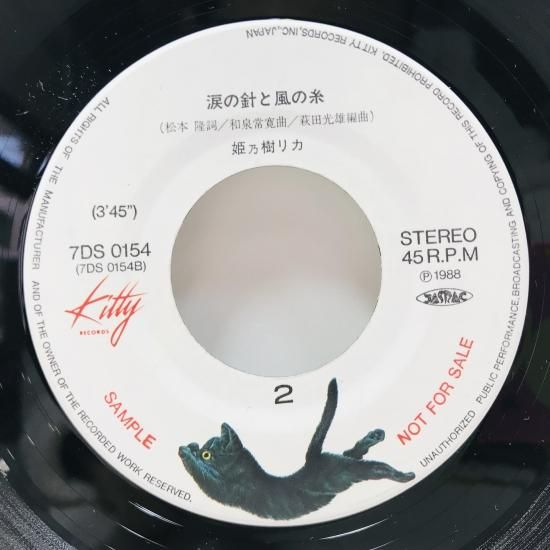 涙の針と風の糸
(松本 隆詞/和泉常寛曲/萩田光雄編曲)
姫乃樹リカ
(3'45")
7DS 0154
(7DS 0154B)
Kitty
RECORDS
STEREO
45 R.P.M
Ⓟ1988
JASRAC
2
SAMPLE
NOT FOR SALE
ALL RIGHTS OF THE MANUFACTURER AND OF THE OWNER OF THE RECORDED WORK RESERVED.
UNAUTHORIZED PUBLIC PERFORMANCE, BROADCASTING AND COPYING OF THIS RECORD PROHIBITED. KITTY RECORDS, INC., JAPAN